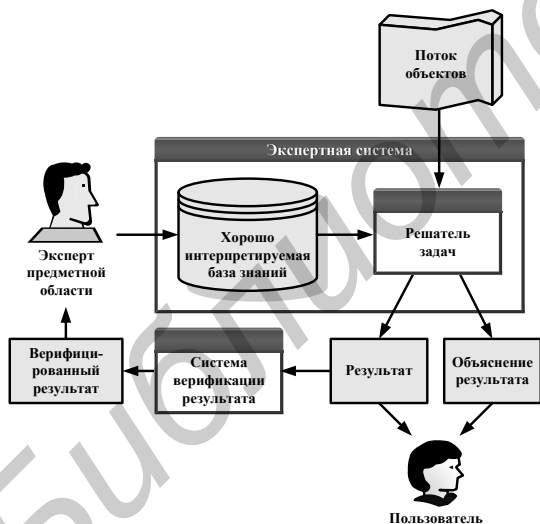 Поток
объектов
Экспертная система
Хорошо
интерпретируемая
база знаний
Решатель
задач
Эксперт
предметной
области
Верифици-
рованный
результат
Система
верификации
результата
Результат
Объяснение
результата
Пользователь
Библиоте